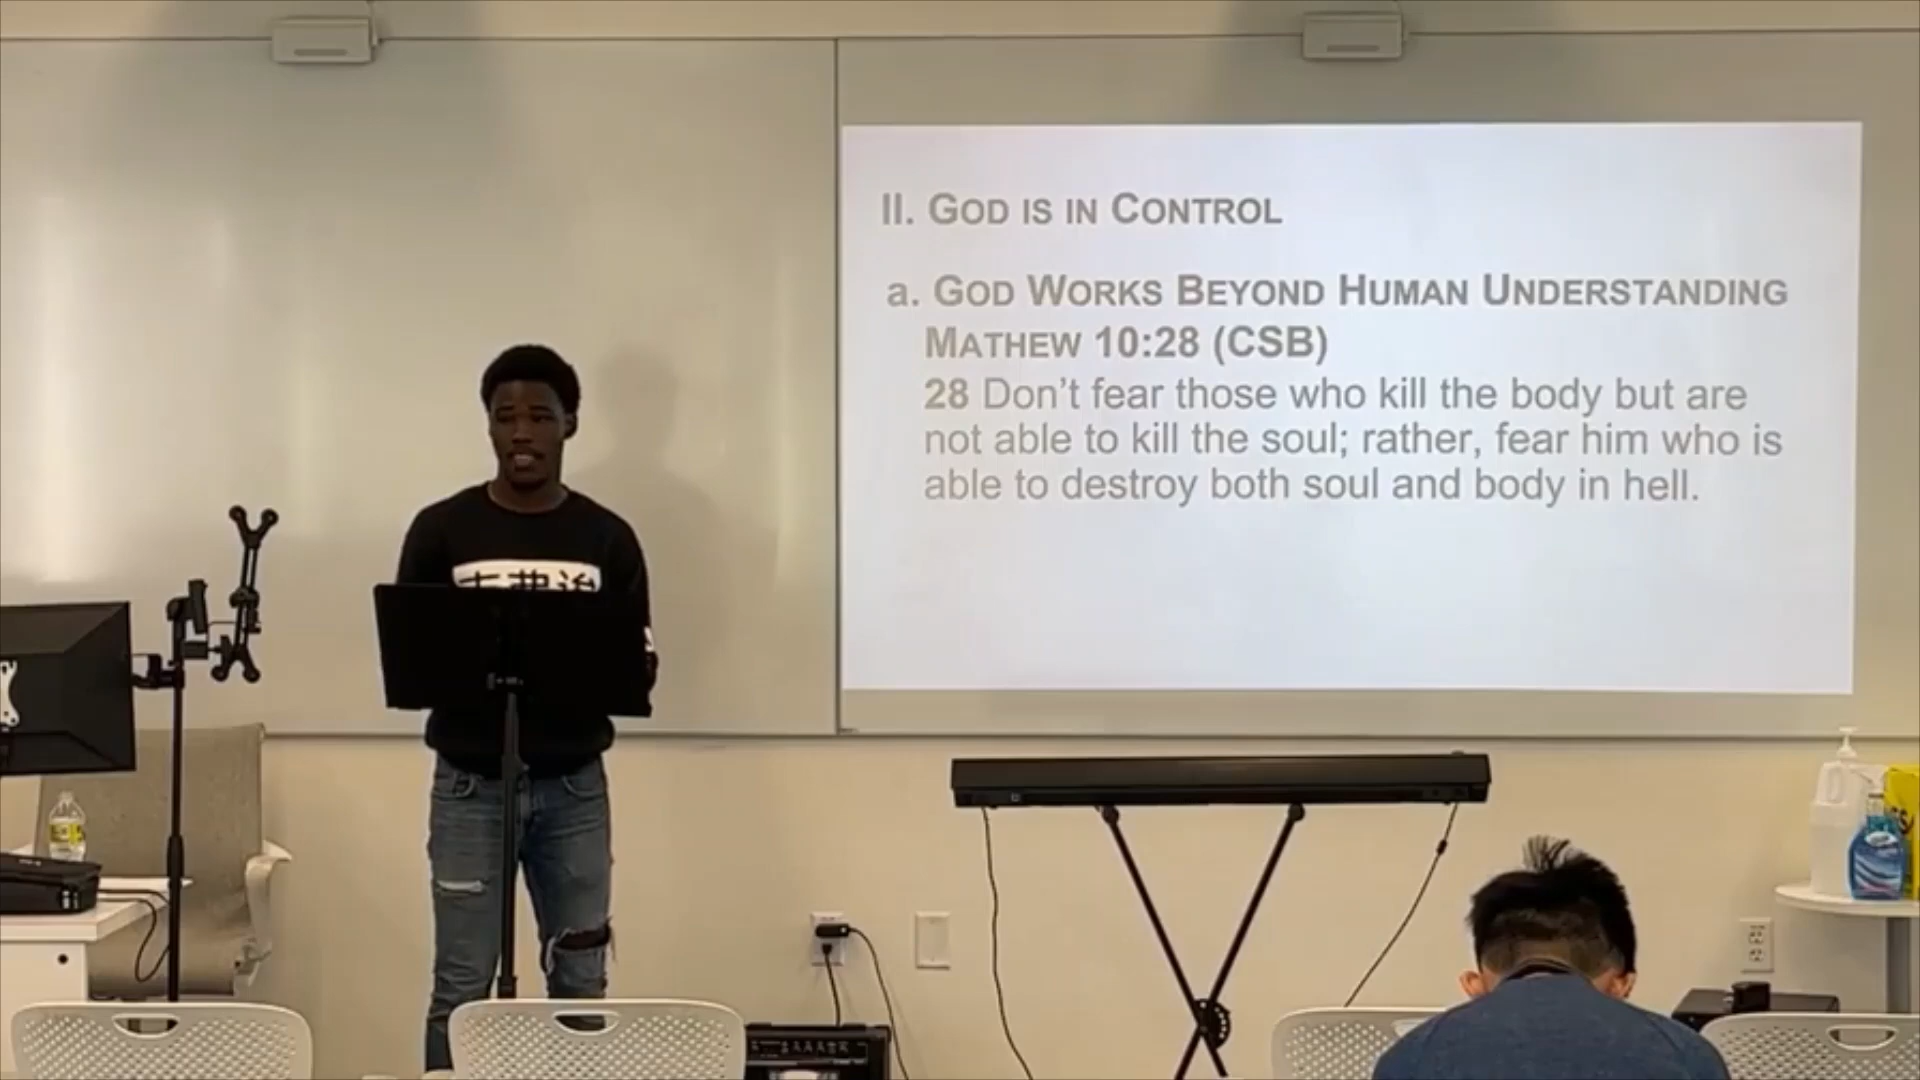 II. GOD IS IN CONTROL
a. GOD WORKS BEYOND HUMAN UNDERSTANDING
MATHEW 10:28 (CSB)
28 Don't fear those who kill the body but are
not able to kill the soul; rather, fear him who is
able to destroy both soul and body in hell.